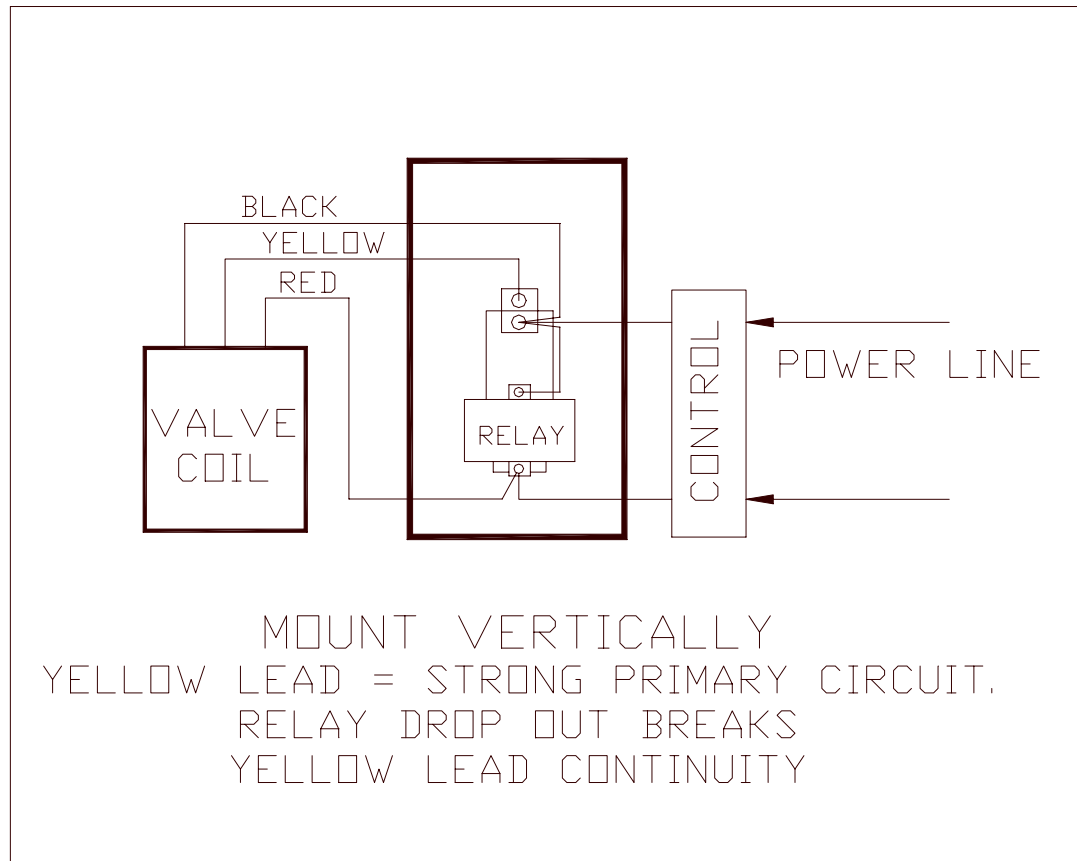 BLACK
YELLOW
RED
POWER LINE
CONTROL
VALVE
COIL
RELAY
MOUNT VERTICALLY
YELLOW LEAD = STRONG PRIMARY CIRCUIT.
RELAY DROP OUT BREAKS
YELLOW LEAD CONTINUITY